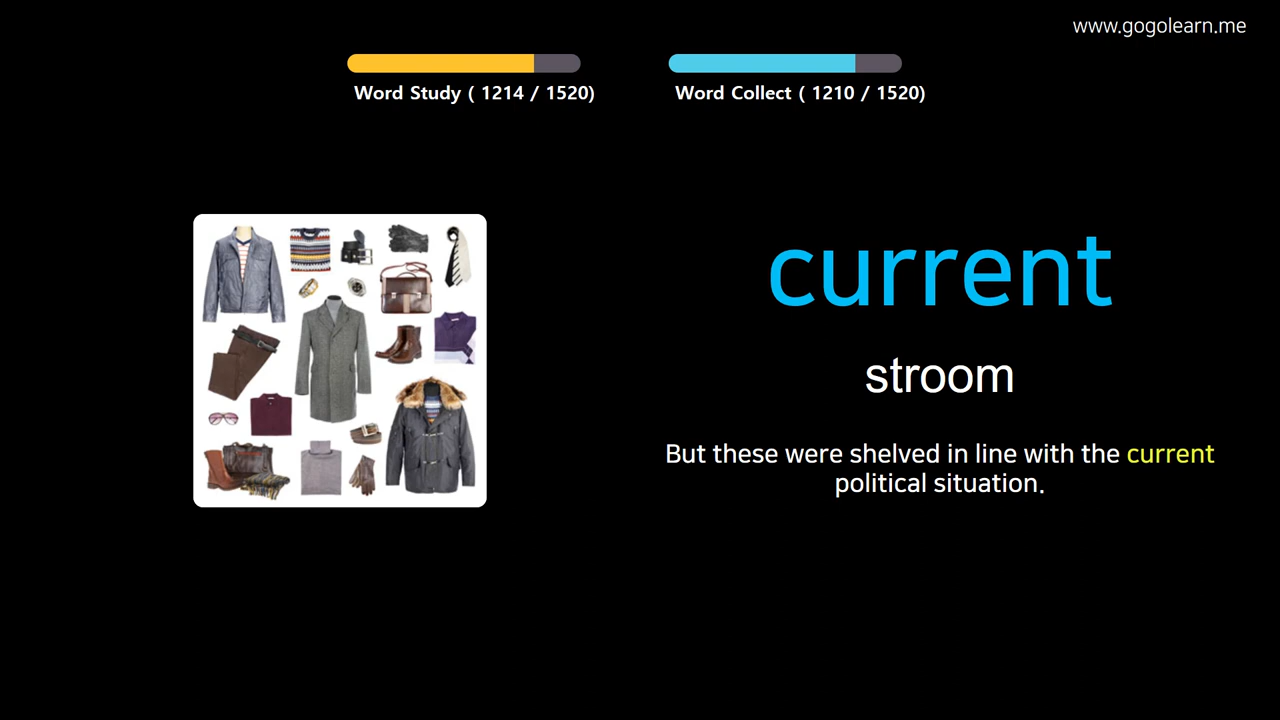 www.gogolearn.me
Word Study ( 1214 / 1520)
Word Collect ( 1210 / 1520)
current
stroom
But these were shelved in line with the current
political situation.